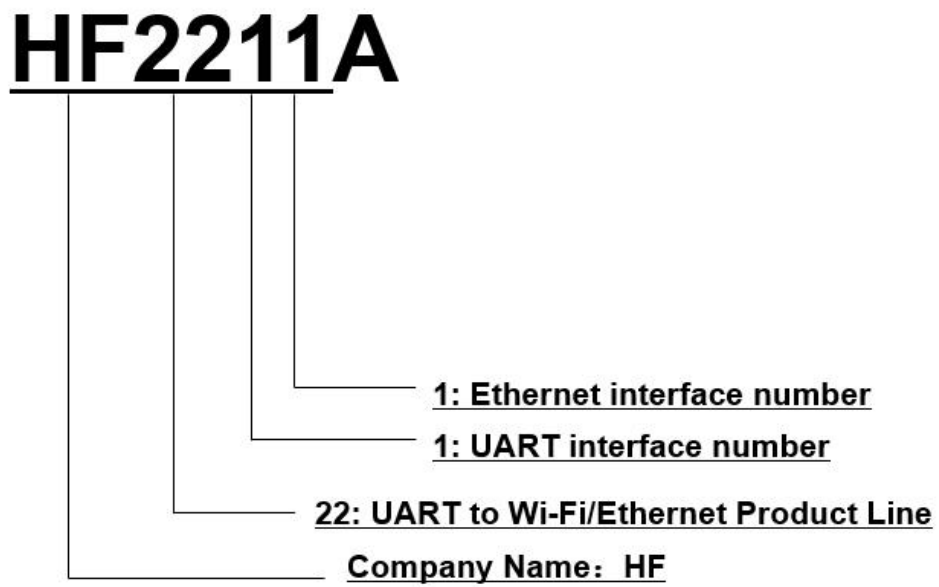 HF2211A
1: Ethernet interface number
1: UART interface number
22: UART to Wi-Fi/Ethernet Product Line
Company Name：HF